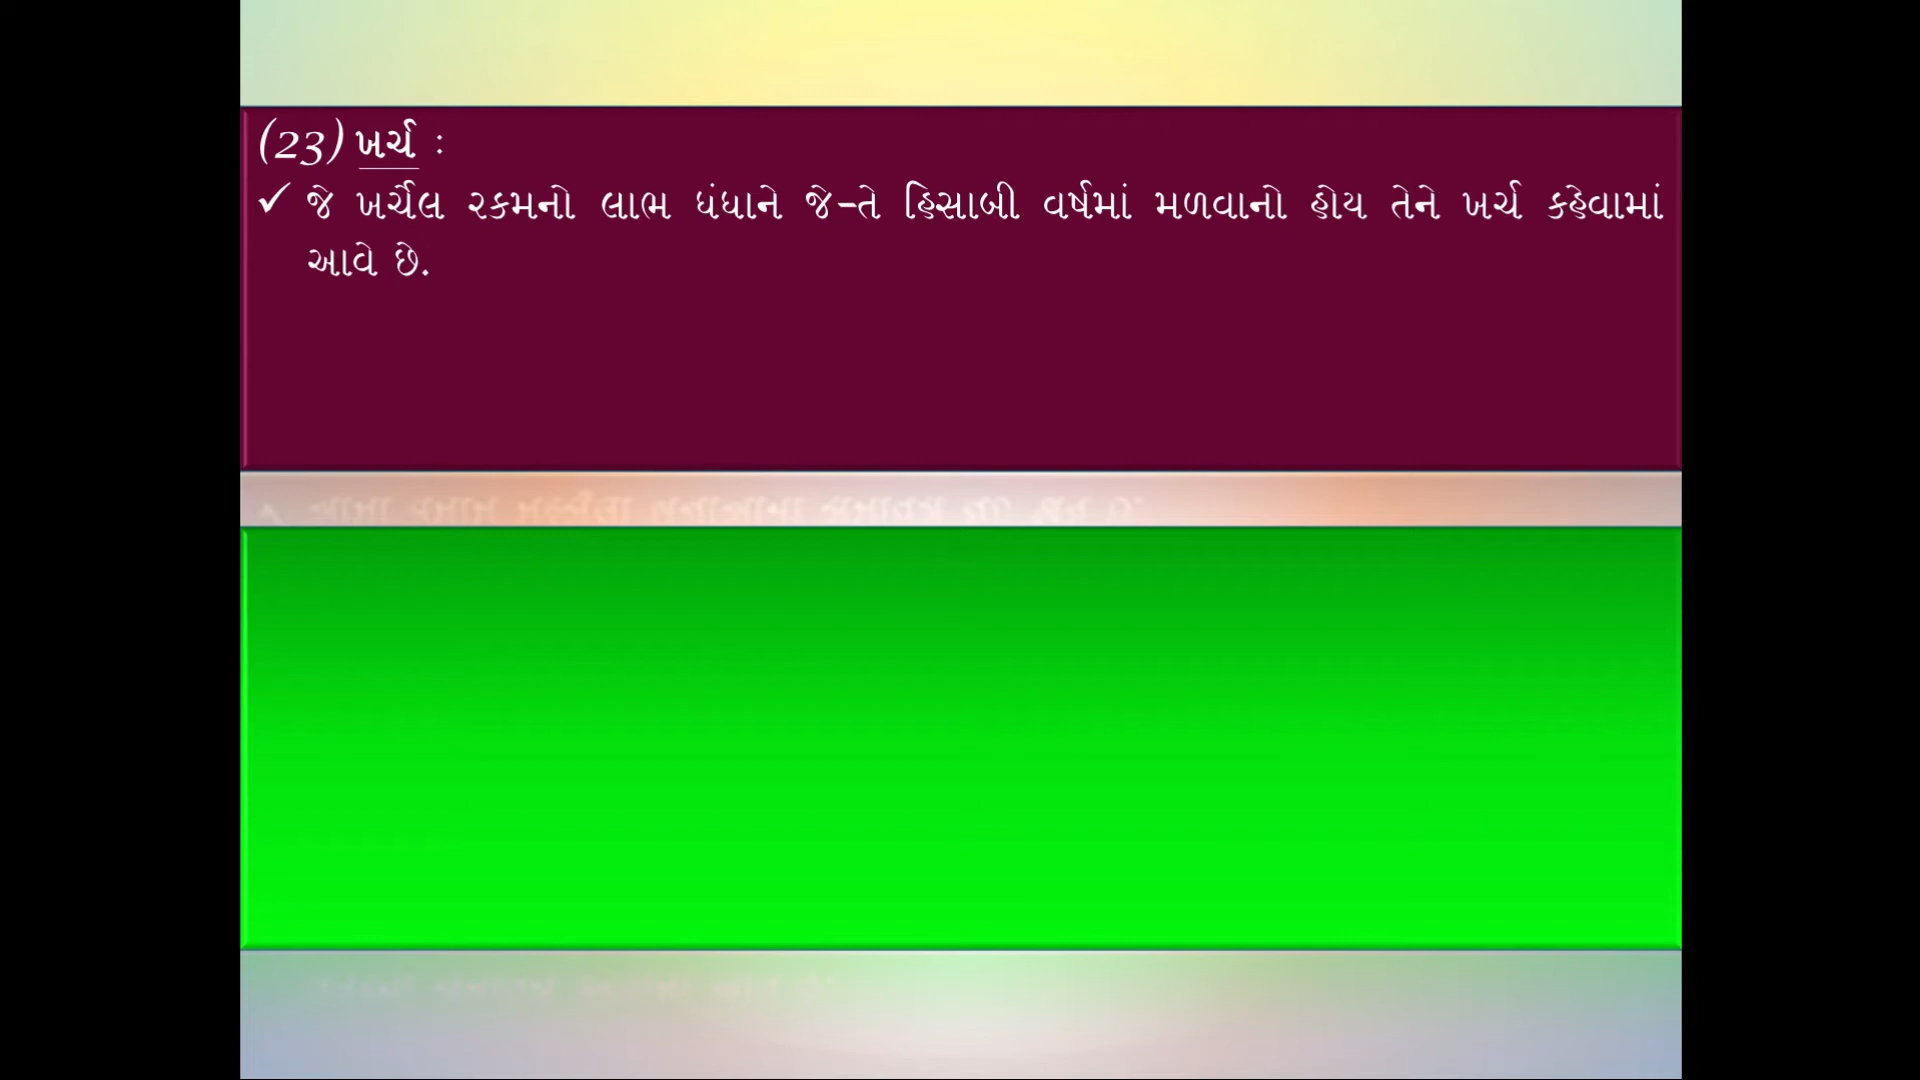 (23) ખર્ચ :
✓ જે ખર્ચેલ રકમનો લાભ ધંધાને જે-તે હિસાબી વર્ષમાં મળવાનો હોય તેને ખર્ચ કહેવામાં
આવે છે.